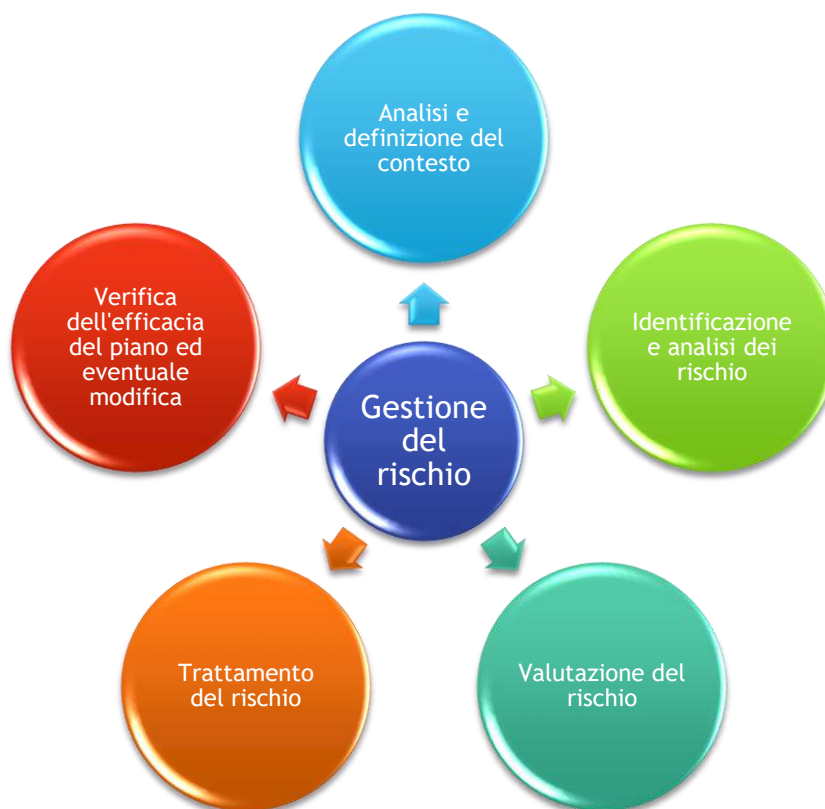 Analisi e
definizione del
contesto
Identificazione
e analisi dei
rischio
Valutazione del
rischio
Trattamento
del rischio
Verifica
dell'efficacia
del piano ed
eventuale
modifica
Gestione
del
rischio